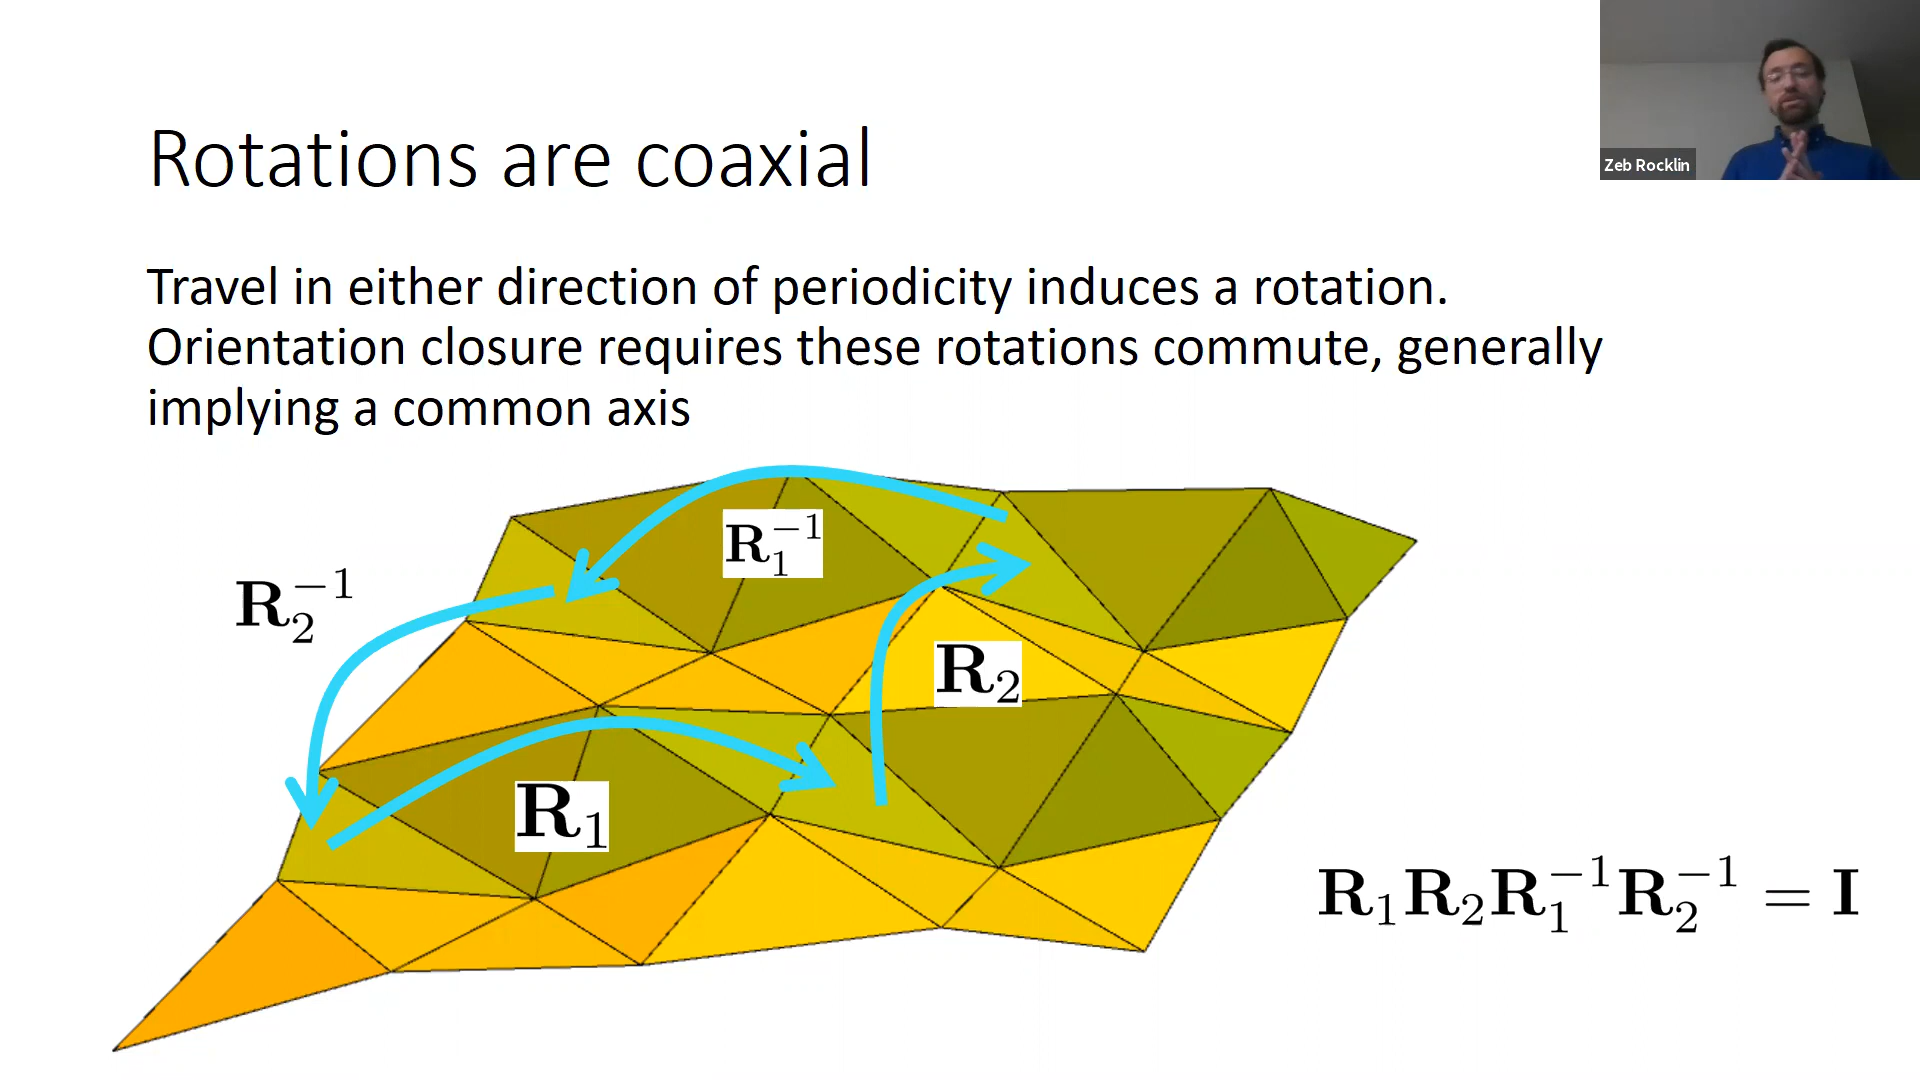 Zeb Rocklin
Rotations are coaxial
Travel in either direction of periodicity induces a rotation.
Orientation closure requires these rotations commute, generally
implying a common axis
R₁⁻¹
R₂⁻¹
R₂
R₁
R₁R₂R₁⁻¹R₂⁻¹ = I